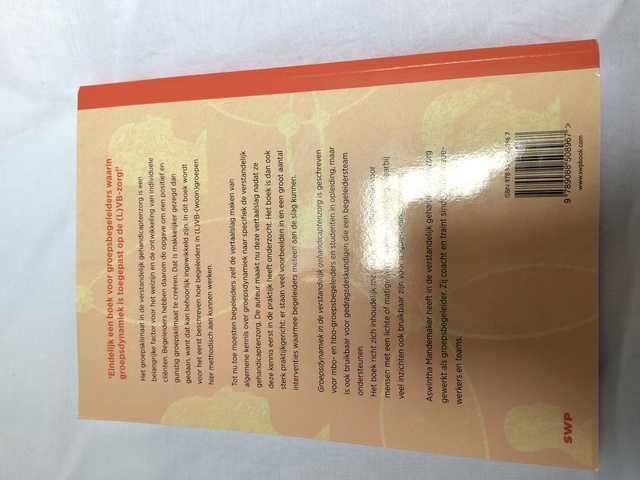 'Eindelijk een boek voor groepsbegeleiders waarin
groepsdynamiek is toegepast op de (L)VB-zorg!'
Het groepsklimaat in de verstandelijk gehandicaptenzorg is een
belangrijke factor voor het welzijn en de ontwikkeling van individuele
cliënten. Begeleiders hebben daarom de opgave om een positief en
gunstig groepsklimaat te creëren. Dat is makkelijker gezegd dan
gedaan, want dat kan behoorlijk ingewikkeld zijn. In dit boek wordt
voor het eerst beschreven hoe begeleiders in (L)VB-(woon)groepen
hier methodisch aan kunnen werken.
Tot nu toe moesten begeleiders zelf de vertaalslag maken van
algemene kennis over groepsdynamiek naar specifiek de verstandelijk
gehandicaptenzorg. De auteur maakt nu deze vertaalslag nadat ze
deze kennis eerst in de praktijk heeft onderzocht. Het boek is dan ook
sterk praktijkgericht: er staan veel voorbeelden in en een groot aantal
interventies waarmee begeleiders meteen aan de slag kunnen.
Groepsdynamiek in de verstandelijk gehandicaptenzorg is geschreven
voor mbo- en hbo-groepsbegeleiders en studenten in opleiding, maar
is ook bruikbaar voor gedragsdeskundigen die een begeleidersteam
ondersteunen.
Het boek richt zich inhoudelijk voor
mensen met een lichte of matige
veel inzichten ook bruikbaar zijn
Aswintha Mandemaker heeft in de verstandelijk gehandicaptenzorg
gewerkt als groepsbegeleider. Zij coacht en traint sinds
werkers en teams.
SWP
ISBN 978
9 789088 508967 >
www.swpbook.com